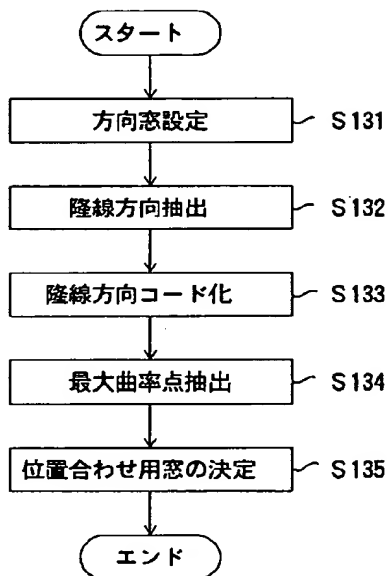 スタート
方向窓設定 S131
隆線方向抽出 S132
隆線方向コード化 S133
最大曲率点抽出 S134
位置合わせ用窓の決定 S135
エンド